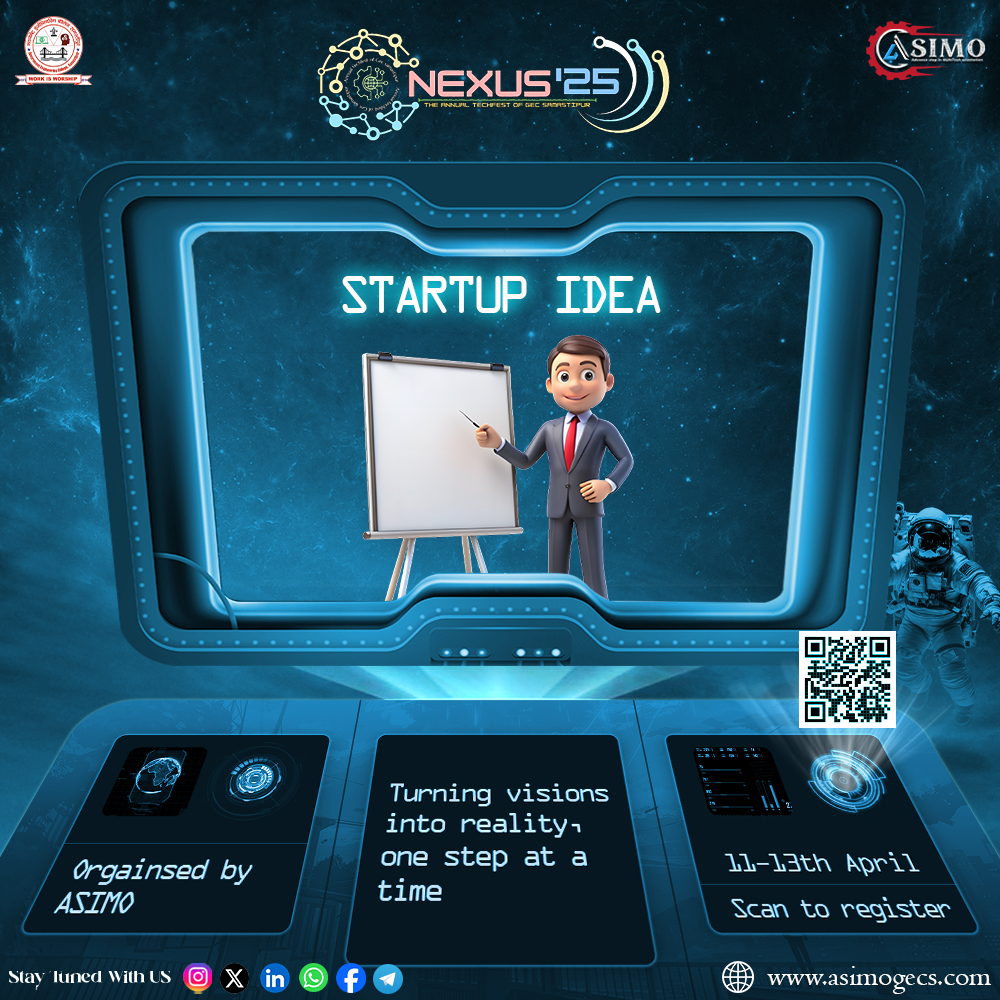 WORK IS WORSHIP
NEXUS'25
THE ANNUAL TECHFEST OF GEC SAMASTIPUR
ASIMO
STARTUP IDEA
Orgainsed by
ASIMO
Turning visions
into reality,
one step at a
time
11-13th April
Scan to register
Stay Tuned With US
www.asimogecs.com